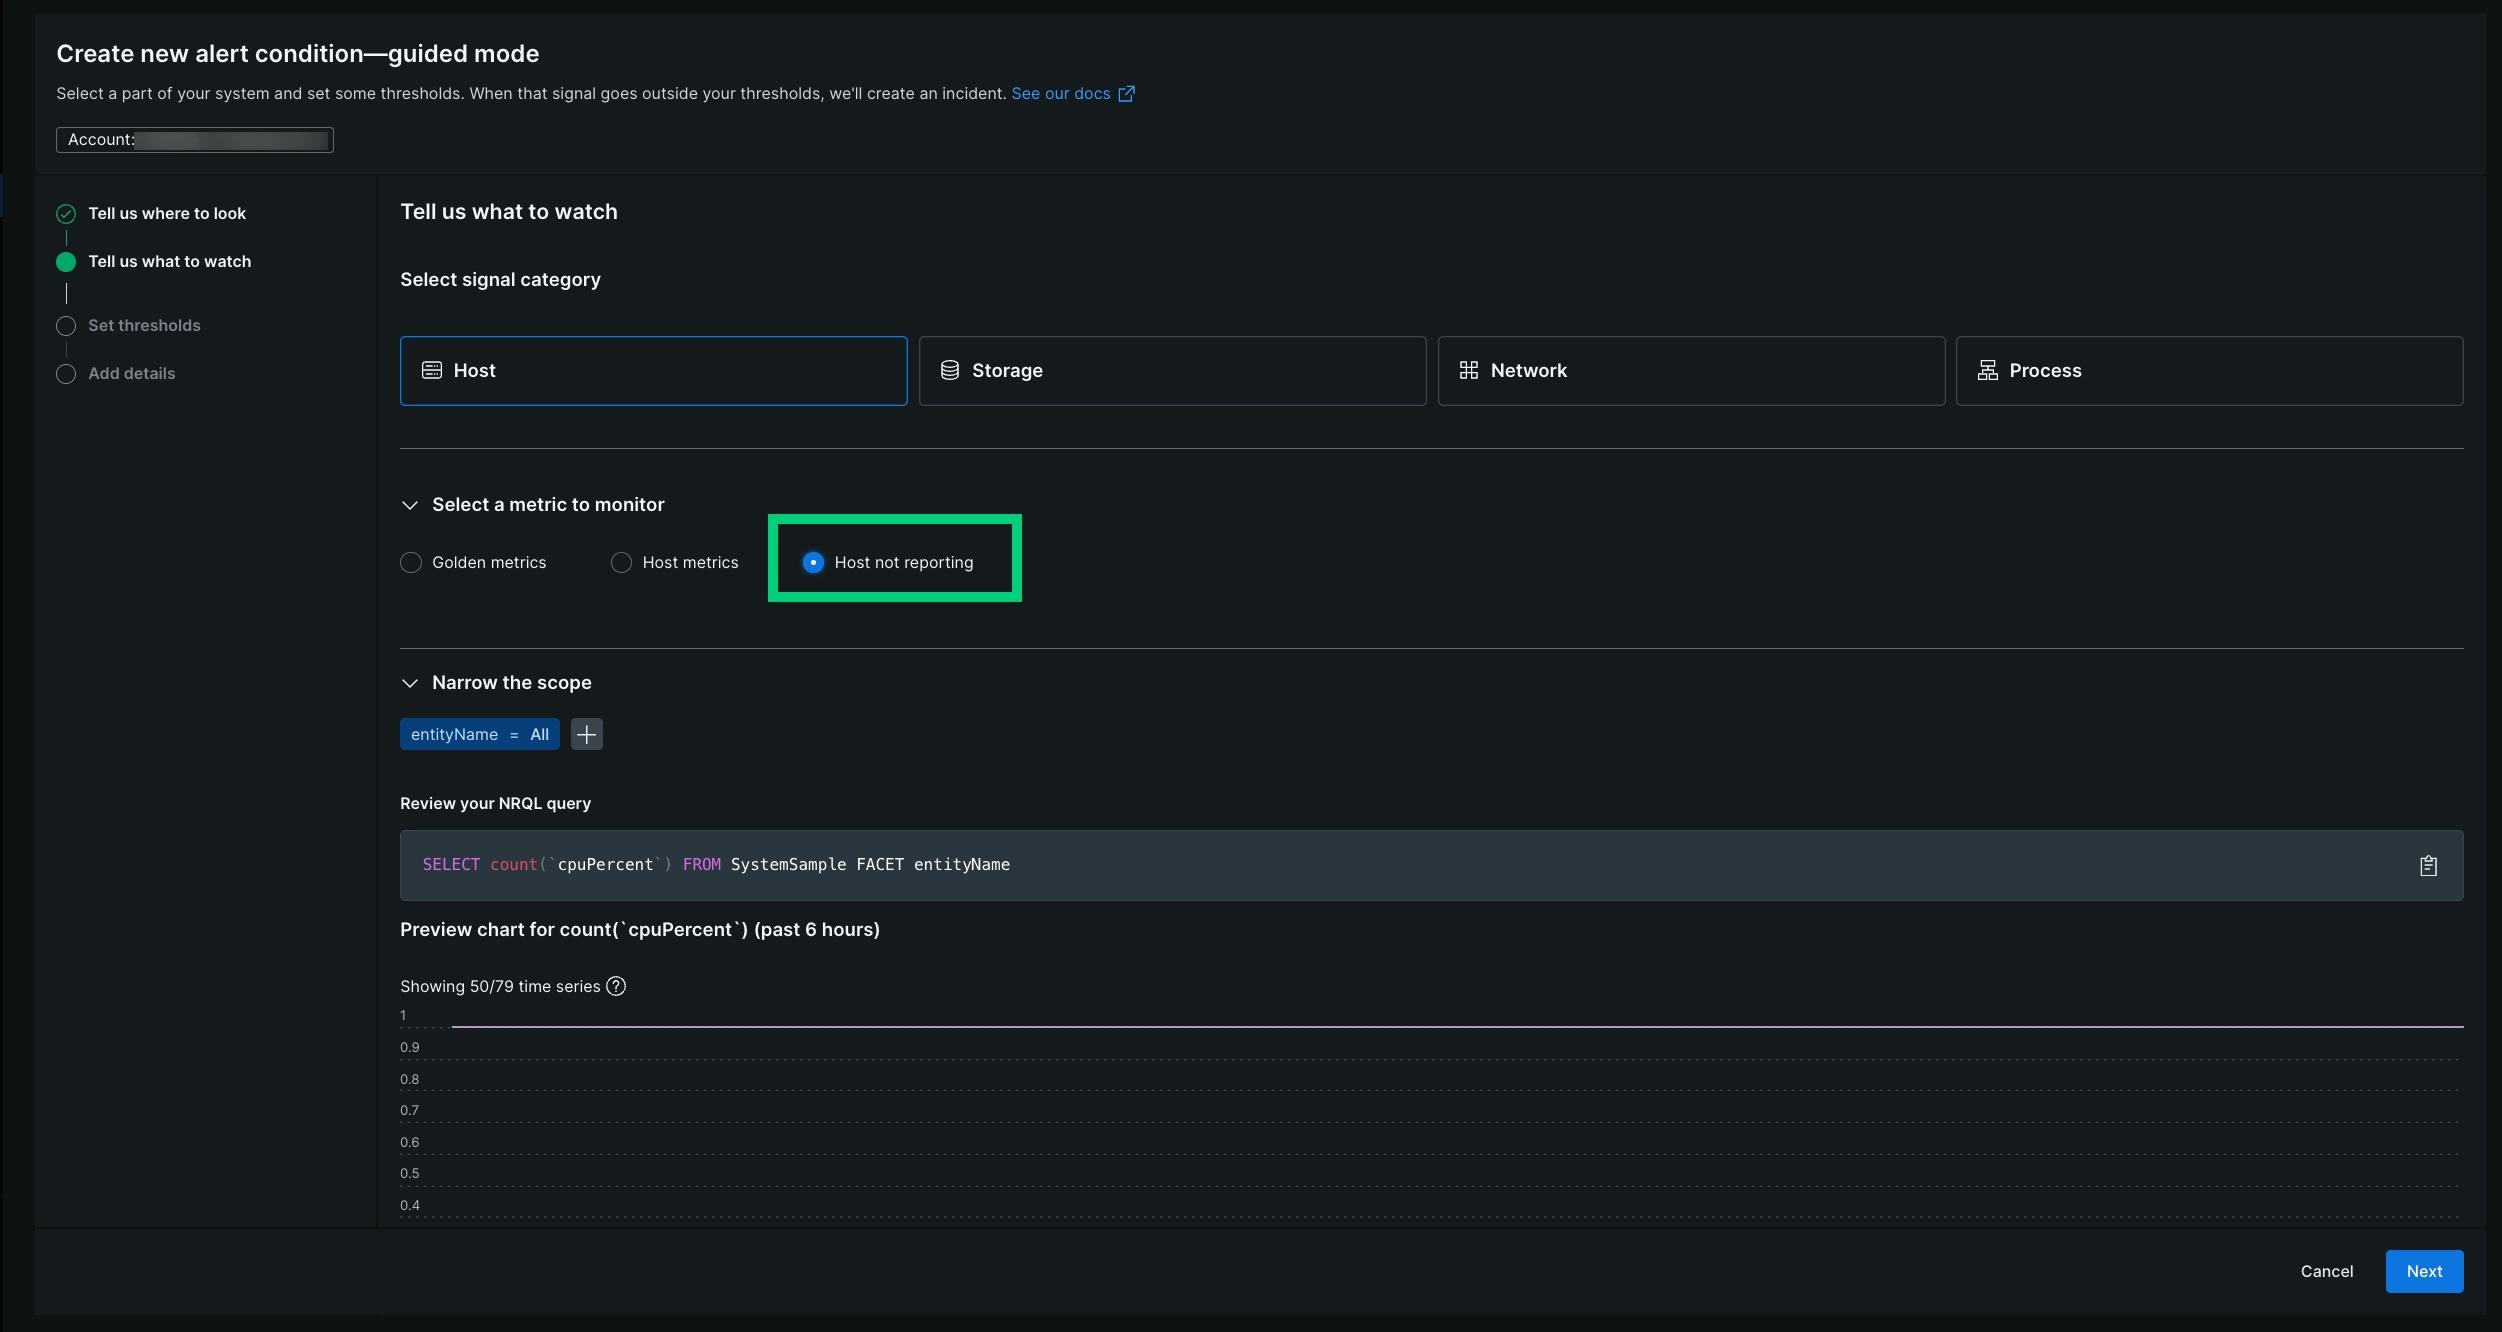 Create new alert condition—guided mode
Select a part of your system and set some thresholds. When that signal goes outside your thresholds, we'll create an incident. See our docs
Account:
Tell us where to look
Tell us what to watch
Set thresholds
Add details
Tell us what to watch
Select signal category
Host
Storage
Network
Process
Select a metric to monitor
Golden metrics
Host metrics
Host not reporting
Narrow the scope
entityName = All
Review your NRQL query
SELECT count(`cpuPercent`) FROM SystemSample FACET entityName
Preview chart for count(`cpuPercent`) (past 6 hours)
Showing 50/79 time series
1
0.9
0.8
0.7
0.6
0.5
0.4
Cancel
Next